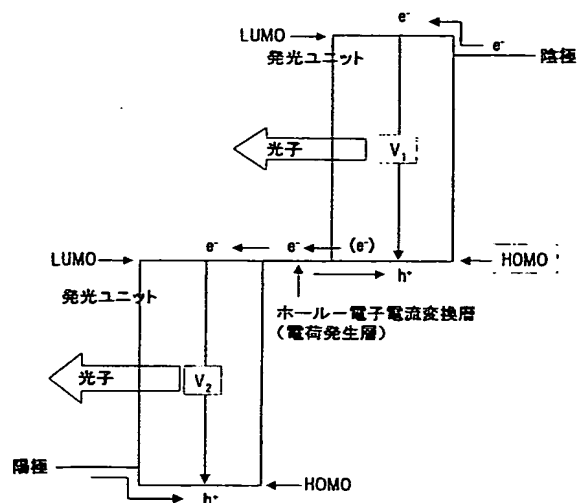 e⁻
LUMO
e⁻
発光ユニット
陰極
光子
V₁
e⁻
e⁻
(e⁻)
LUMO
HOMO
h⁺
発光ユニット
ホール－電子電流変換層
(電荷発生層)
光子
V₂
陽極
HOMO
h⁺